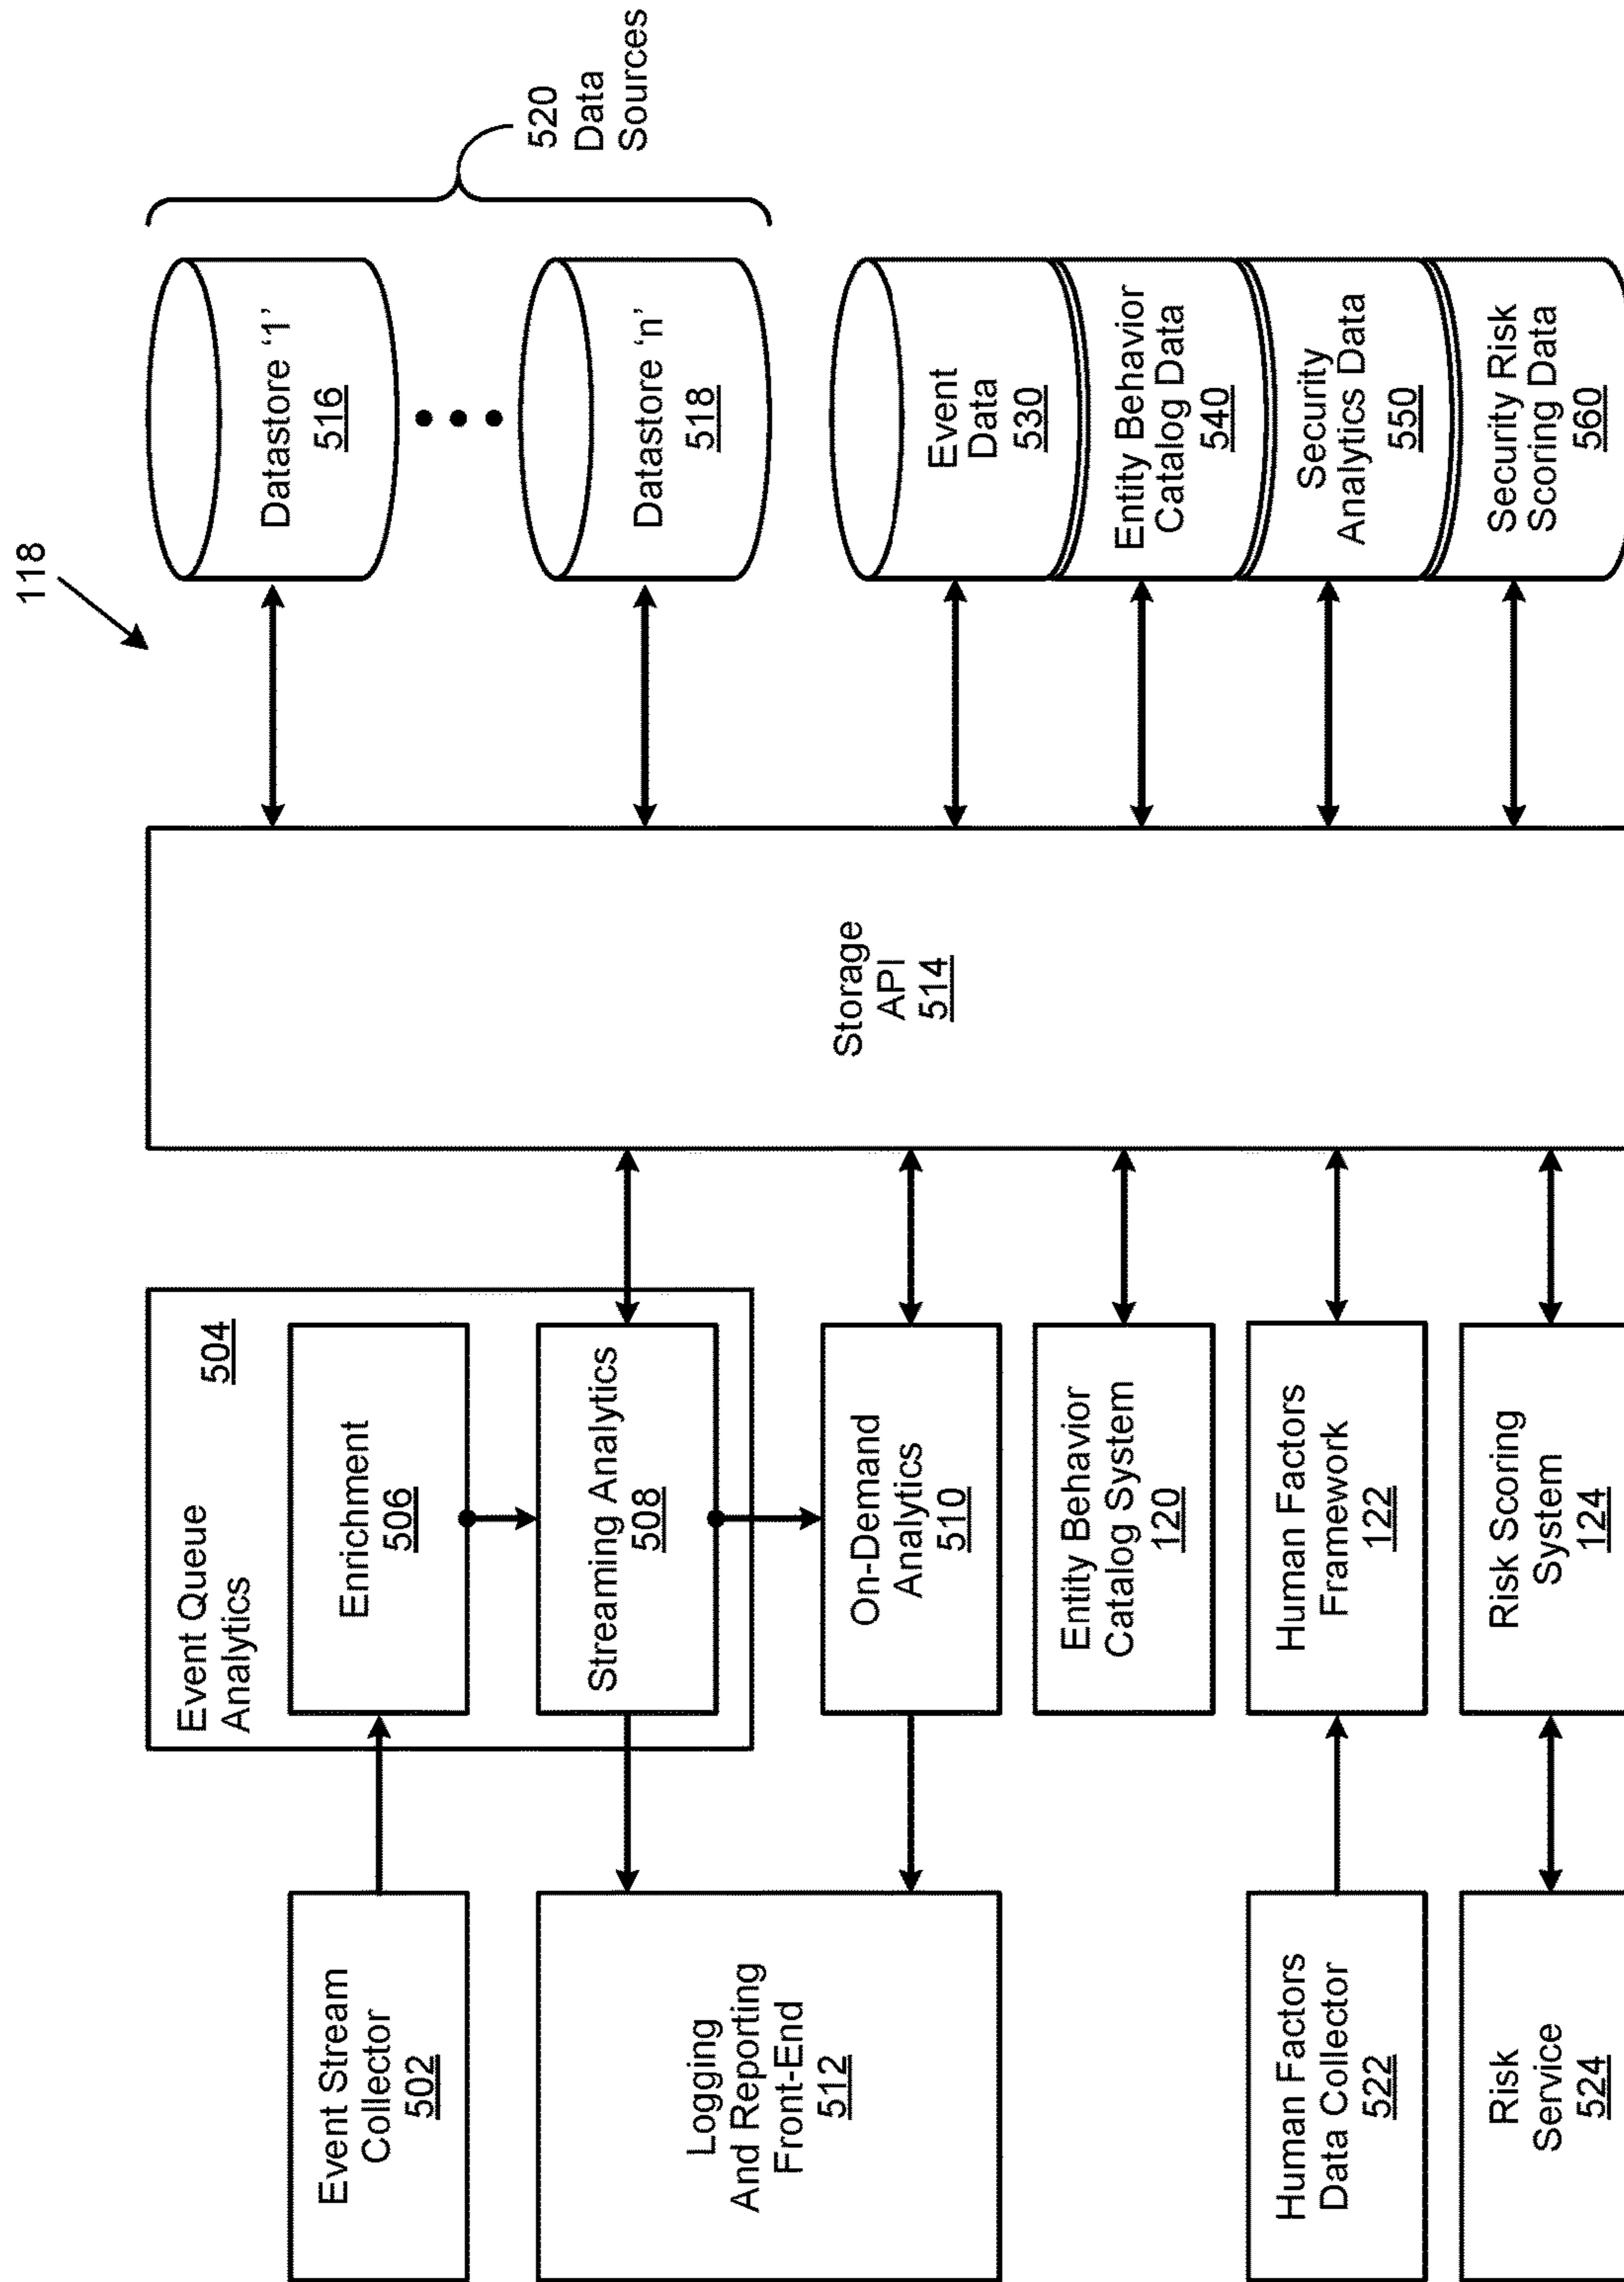 118
Event Stream
Collector
502
Event Queue
Analytics
504
Enrichment
506
Streaming Analytics
508
Logging
And Reporting
Front-End
512
On-Demand
Analytics
510
Entity Behavior
Catalog System
120
Human Factors
Data Collector
522
Human Factors
Framework
122
Risk
Service
524
Risk Scoring
System
124
Storage
API
514
Datastore ‘1’
516
Datastore ‘n’
518
520
Data
Sources
Event
Data
530
Entity Behavior
Catalog Data
540
Security
Analytics Data
550
Security Risk
Scoring Data
560